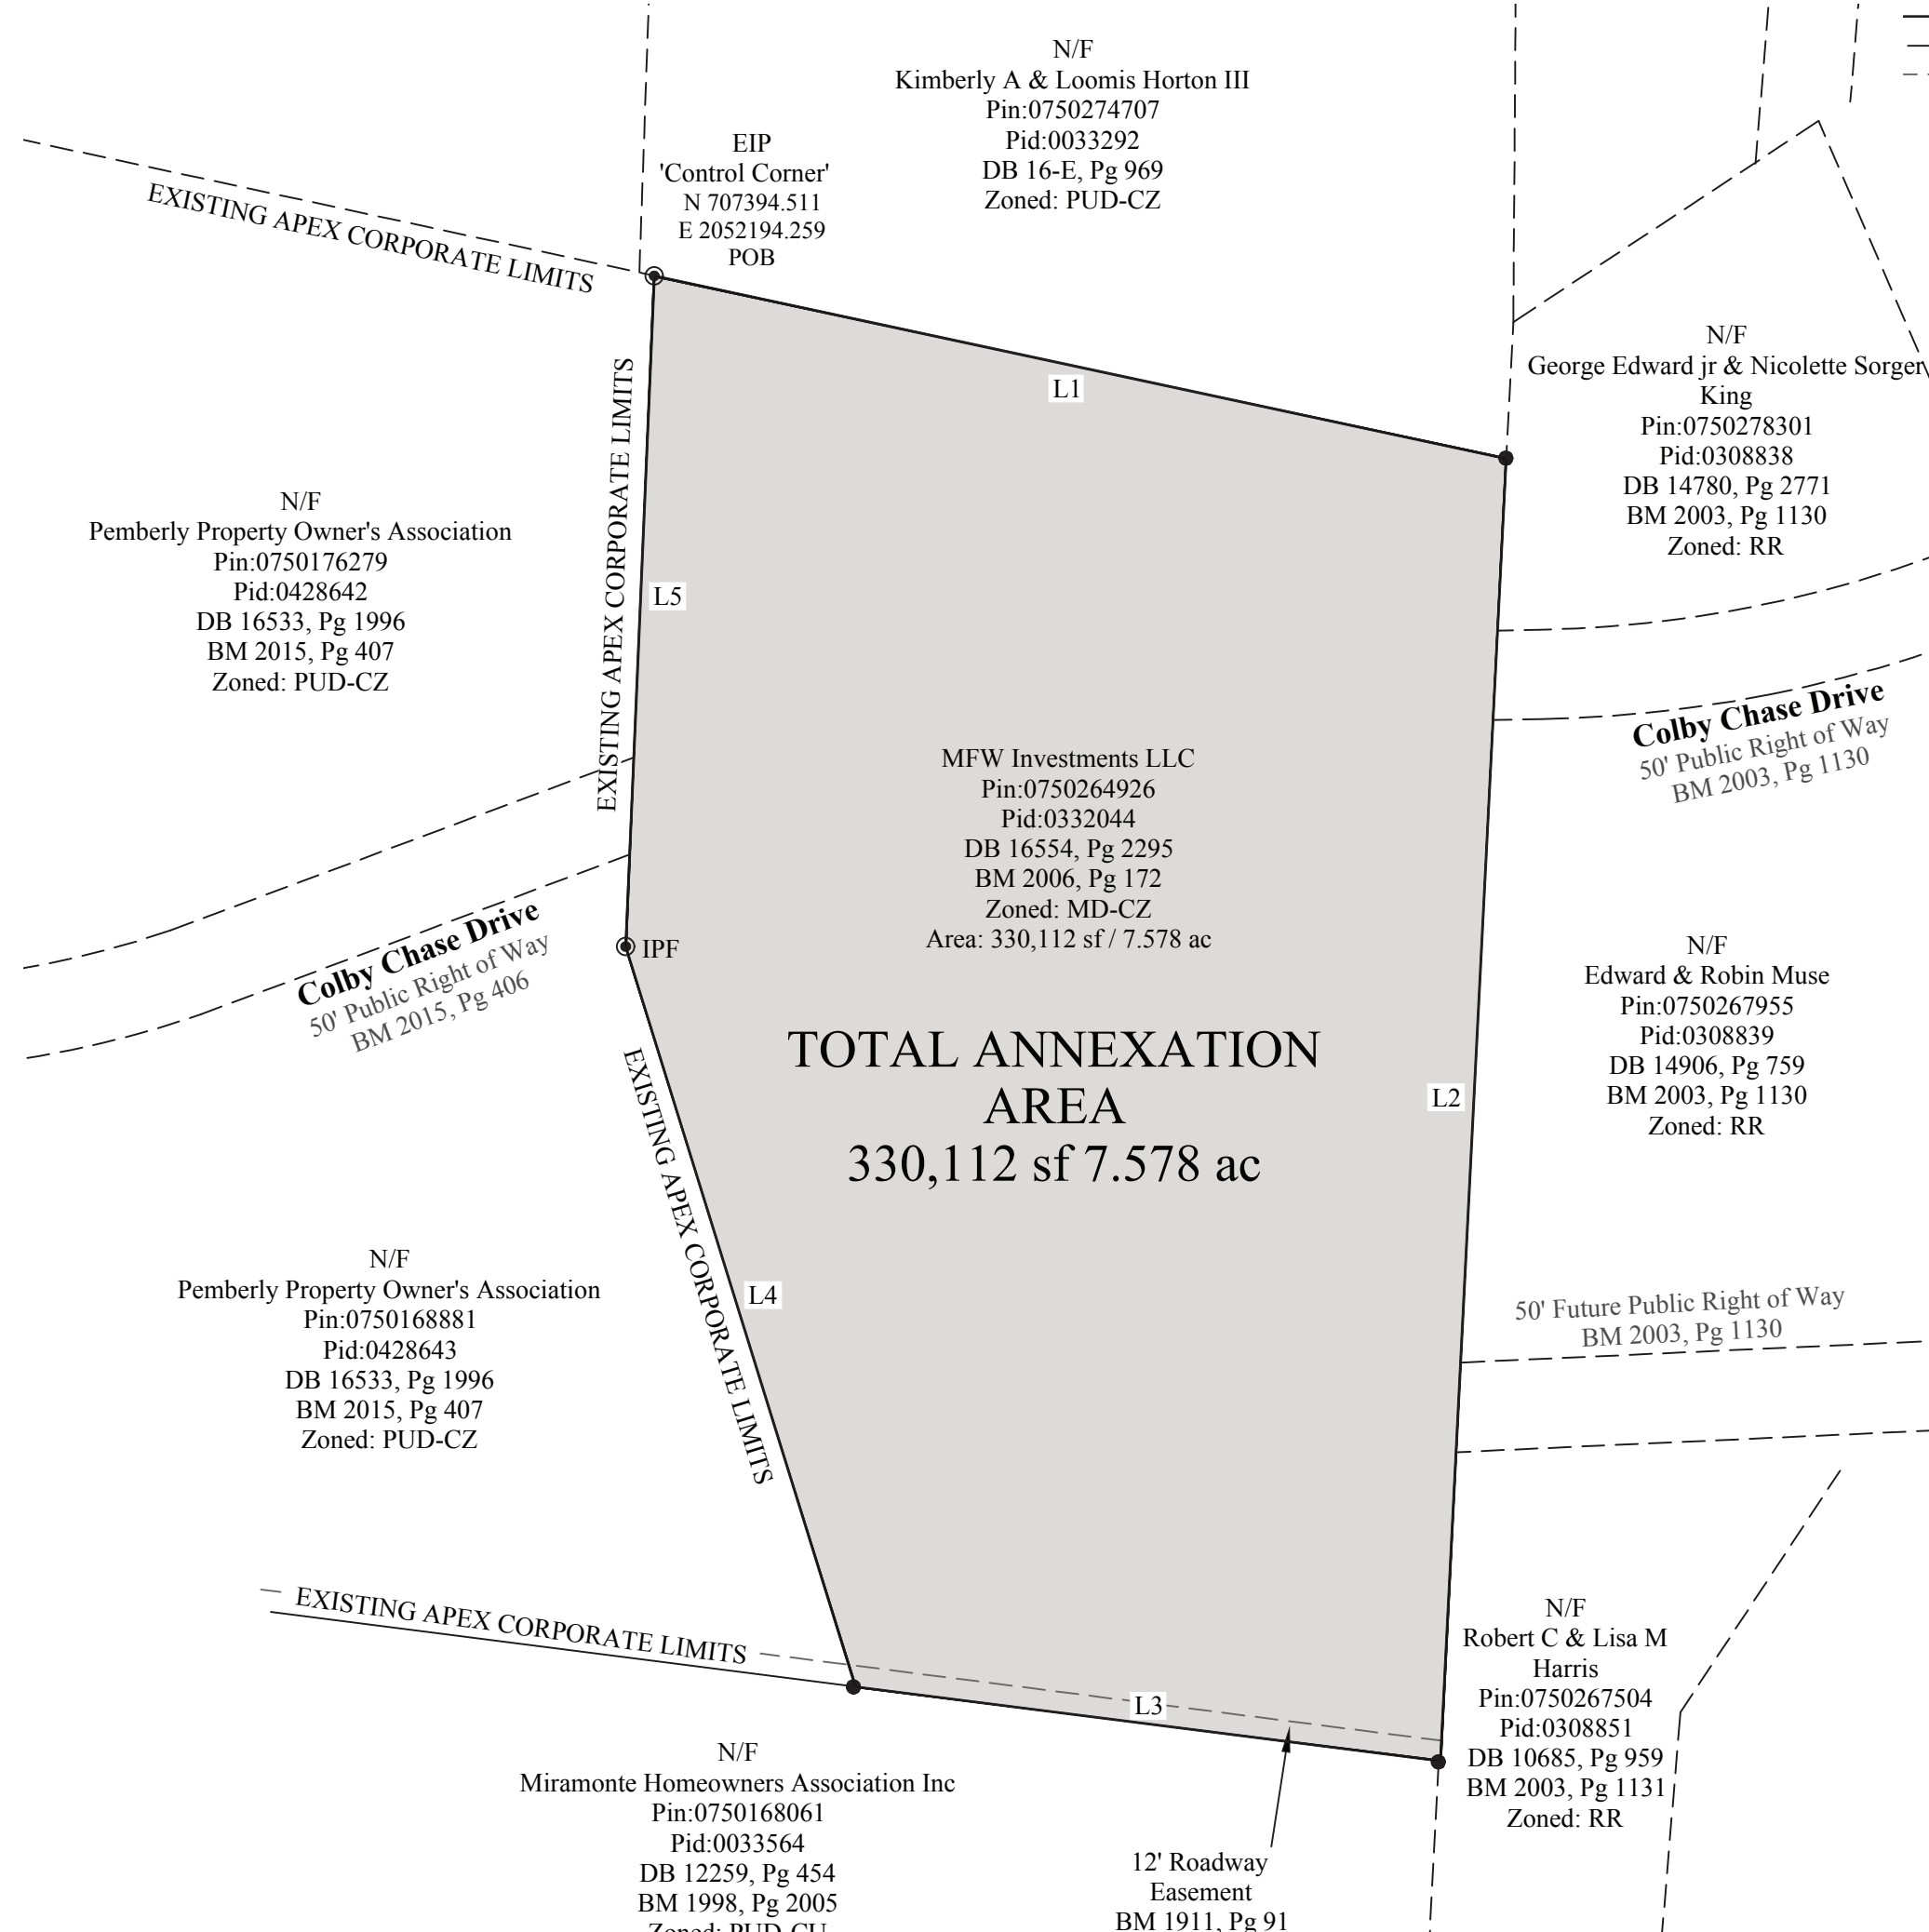 N/F
Kimberly A & Loomis Horton III
Pin:0750274707
Pid:0033292
DB 16-E, Pg 969
Zoned: PUD-CZ
EIP
'Control Corner'
N 707394.511
E 2052194.259
POB
EXISTING APEX CORPORATE LIMITS
L1
N/F
George Edward jr & Nicolette Sorger
King
Pin:0750278301
Pid:0308838
DB 14780, Pg 2771
BM 2003, Pg 1130
Zoned: RR
EXISTING APEX CORPORATE LIMITS
L5
N/F
Pemberly Property Owner's Association
Pin:0750176279
Pid:0428642
DB 16533, Pg 1996
BM 2015, Pg 407
Zoned: PUD-CZ
Colby Chase Drive
50' Public Right of Way
BM 2003, Pg 1130
MFW Investments LLC
Pin:0750264926
Pid:0332044
DB 16554, Pg 2295
BM 2006, Pg 172
Zoned: MD-CZ
Area: 330,112 sf / 7.578 ac
Colby Chase Drive
50' Public Right of Way
BM 2015, Pg 406
IPF
N/F
Edward & Robin Muse
Pin:0750267955
Pid:0308839
DB 14906, Pg 759
BM 2003, Pg 1130
Zoned: RR
TOTAL ANNEXATION
AREA
330,112 sf 7.578 ac
L2
EXISTING APEX CORPORATE LIMITS
L4
N/F
Pemberly Property Owner's Association
Pin:0750168881
Pid:0428643
DB 16533, Pg 1996
BM 2015, Pg 407
Zoned: PUD-CZ
50' Future Public Right of Way
BM 2003, Pg 1130
EXISTING APEX CORPORATE LIMITS
L3
N/F
Robert C & Lisa M
Harris
Pin:0750267504
Pid:0308851
DB 10685, Pg 959
BM 2003, Pg 1131
Zoned: RR
N/F
Miramonte Homeowners Association Inc
Pin:0750168061
Pid:0033564
DB 12259, Pg 454
BM 1998, Pg 2005
Zoned: PUD-CU
12' Roadway
Easement
BM 1911, Pg 91